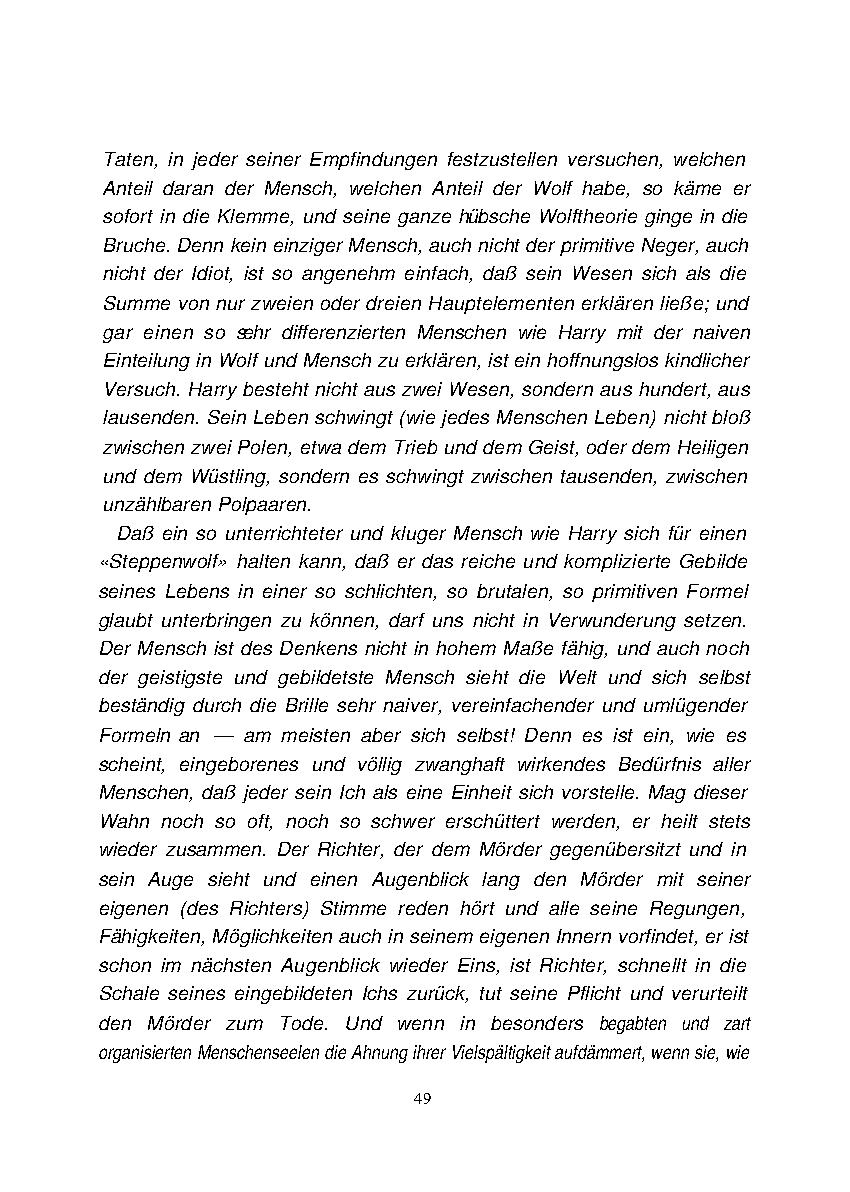 Taten, in jeder seiner Empfindungen festzustellen versuchen, welchen
Anteil daran der Mensch, welchen Anteil der Wolf habe, so käme er
sofort in die Klemme, und seine ganze hübsche Wolftheorie ginge in die
Bruche. Denn kein einziger Mensch, auch nicht der primitive Neger, auch
nicht der Idiot, ist so angenehm einfach, daß sein Wesen sich als die
Summe von nur zweien oder dreien Hauptelementen erklären ließe; und
gar einen so sehr differenzierten Menschen wie Harry mit der naiven
Einteilung in Wolf und Mensch zu erklären, ist ein hoffnungslos kindlicher
Versuch. Harry besteht nicht aus zwei Wesen, sondern aus hundert, aus
lausenden. Sein Leben schwingt (wie jedes Menschen Leben) nicht bloß
zwischen zwei Polen, etwa dem Trieb und dem Geist, oder dem Heiligen
und dem Wüstling, sondern es schwingt zwischen tausenden, zwischen
unzählbaren Polpaaren.
Daß ein so unterrichteter und kluger Mensch wie Harry sich für einen
«Steppenwolf» halten kann, daß er das reiche und komplizierte Gebilde
seines Lebens in einer so schlichten, so brutalen, so primitiven Formel
glaubt unterbringen zu können, darf uns nicht in Verwunderung setzen.
Der Mensch ist des Denkens nicht in hohem Maße fähig, und auch noch
der geistigste und gebildetste Mensch sieht die Welt und sich selbst
beständig durch die Brille sehr naiver, vereinfachender und umlügender
Formeln an — am meisten aber sich selbst! Denn es ist ein, wie es
scheint, eingeborenes und völlig zwanghaft wirkendes Bedürfnis aller
Menschen, daß jeder sein Ich als eine Einheit sich vorstelle. Mag dieser
Wahn noch so oft, noch so schwer erschüttert werden, er heilt stets
wieder zusammen. Der Richter, der dem Mörder gegenübersitzt und in
sein Auge sieht und einen Augenblick lang den Mörder mit seiner
eigenen (des Richters) Stimme reden hört und alle seine Regungen,
Fähigkeiten, Möglichkeiten auch in seinem eigenen Innern vorfindet, er ist
schon im nächsten Augenblick wieder Eins, ist Richter, schnellt in die
Schale seines eingebildeten Ichs zurück, tut seine Pflicht und verurteilt
den Mörder zum Tode. Und wenn in besonders begabten und zart
organisierten Menschenseelen die Ahnung ihrer Vielspältigkeit aufdämmert, wenn sie, wie
49